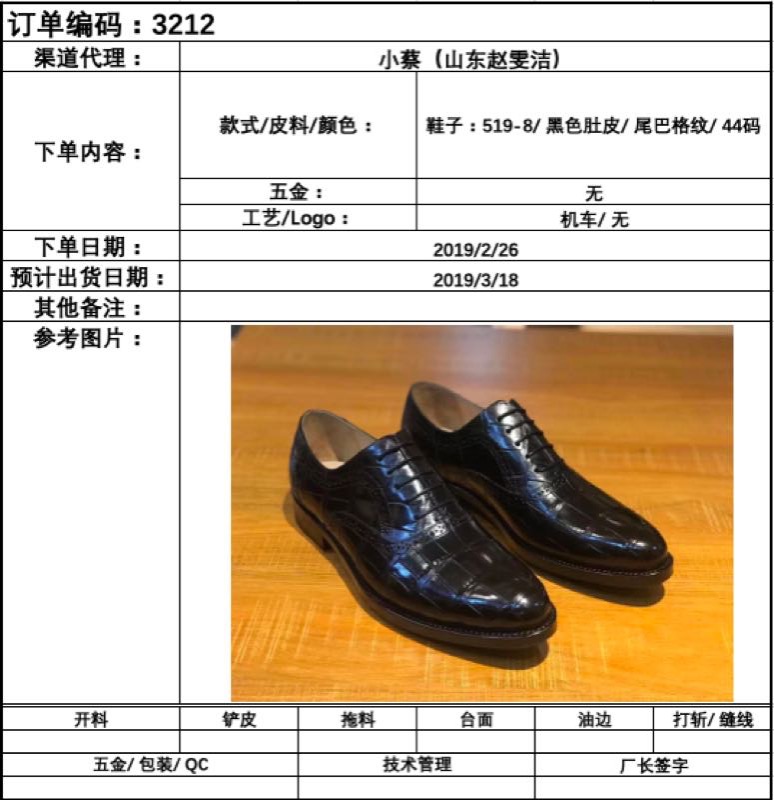 订单编码：3212
渠道代理： 小蔡（山东赵雯洁）
下单内容： 款式/皮料/颜色： 鞋子：519-8/ 黑色肚皮/ 尾巴格纹/ 44码
五金： 无
工艺/Logo： 机车/ 无
下单日期： 2019/2/26
预计出货日期： 2019/3/18
其他备注：
参考图片：
开料 铲皮 拖料 台面 油边 打斩/ 缝线
五金/ 包装/ QC 技术管理 厂长签字